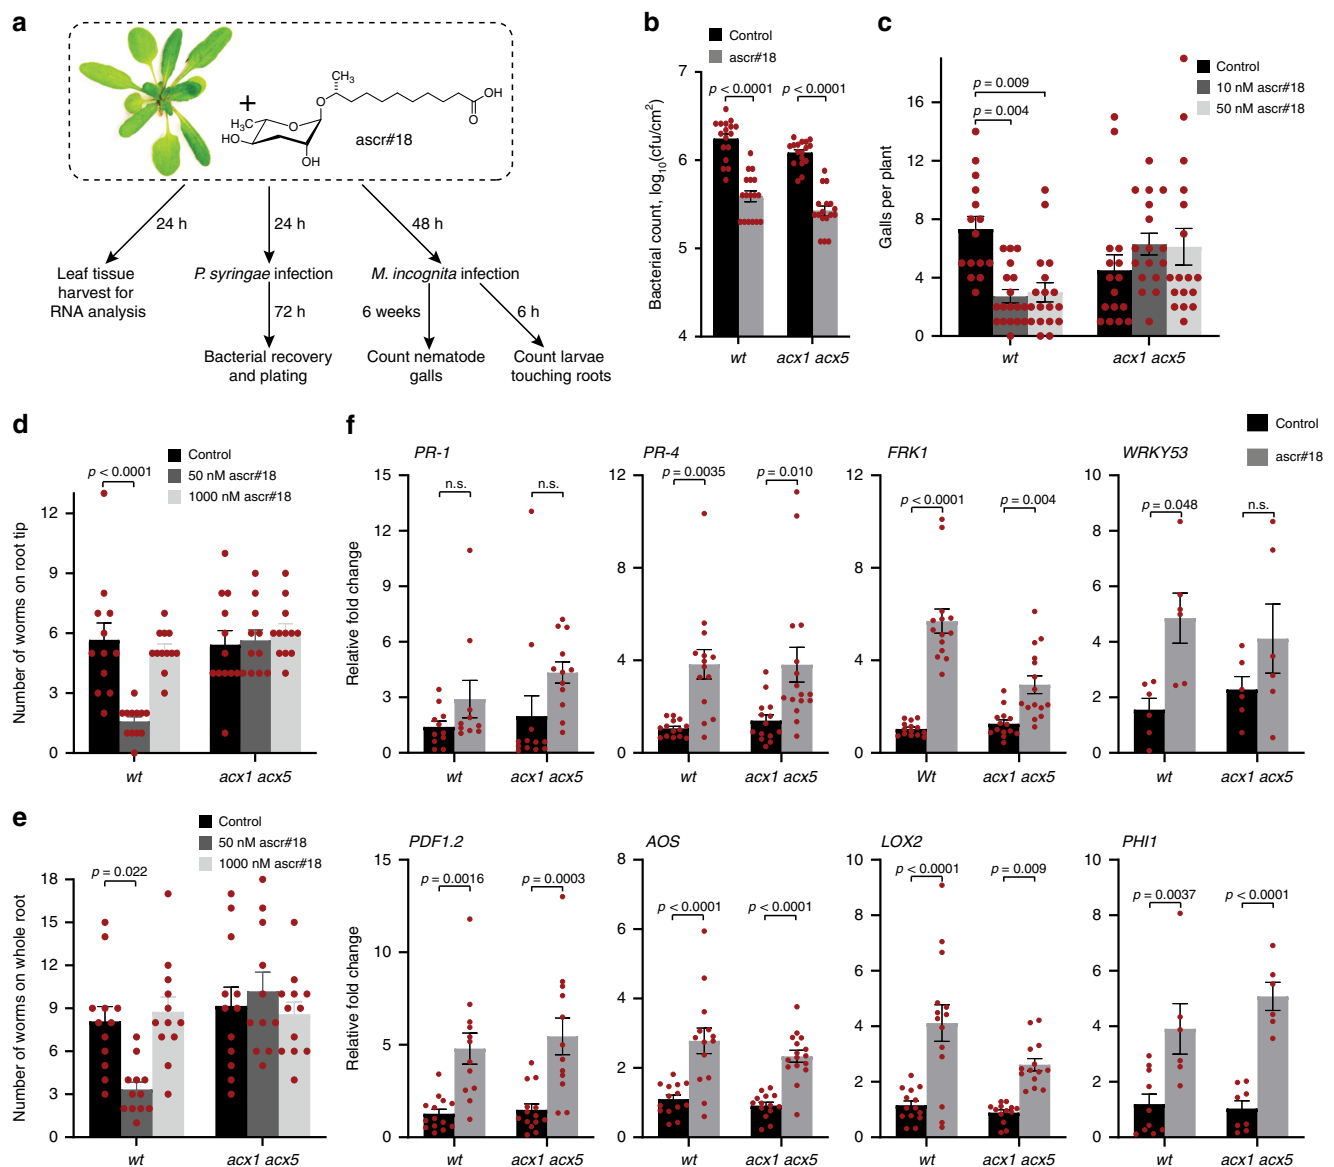 a
CH3
O
O
OH
O
H3C
HO
OH
ascr#18
+
24 h
24 h
48 h
Leaf tissue
harvest for
RNA analysis
P. syringae infection
M. incognita infection
72 h
6 weeks
6 h
Bacterial recovery
and plating
Count nematode
galls
Count larvae
touching roots
b
Control
ascr#18
Bacterial count, log10(cfu/cm2)
7
6
5
4
p < 0.0001
p < 0.0001
wt
acx1 acx5
c
Control
10 nM ascr#18
50 nM ascr#18
Galls per plant
16
12
8
4
0
p = 0.009
p = 0.004
wt
acx1 acx5
d
Control
50 nM ascr#18
1000 nM ascr#18
p < 0.0001
Number of worms on root tip
12
9
6
3
0
wt
acx1 acx5
e
Control
50 nM ascr#18
1000 nM ascr#18
p = 0.022
Number of worms on whole root
18
15
12
9
6
3
0
wt
acx1 acx5
f
Control
ascr#18
PR-1
Relative fold change
15
12
9
6
3
0
n.s.
n.s.
wt
acx1 acx5
PR-4
12
8
4
0
p = 0.0035
p = 0.010
wt
acx1 acx5
FRK1
12
8
4
0
p < 0.0001
p = 0.004
Wt
acx1 acx5
WRKY53
10
8
6
4
2
0
p = 0.048
n.s.
wt
acx1 acx5
PDF1.2
Relative fold change
15
10
5
0
p = 0.0016
p = 0.0003
wt
acx1 acx5
AOS
8
6
4
2
0
p < 0.0001
p < 0.0001
wt
acx1 acx5
LOX2
10
8
6
4
2
0
p < 0.0001
p = 0.009
wt
acx1 acx5
PHI1
10
8
6
4
2
0
p = 0.0037
p < 0.0001
wt
acx1 acx5